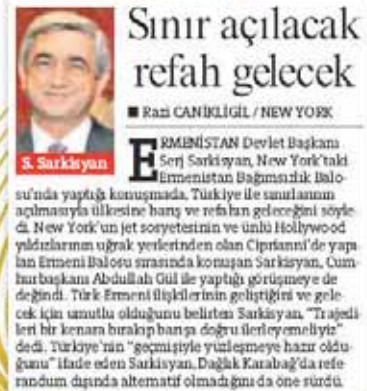 Sınır açılacak
refah gelecek
■ Razi CANİKLİGİL / NEW YORK
S. Sarkisyan
ERMENİSTAN Devlet Başkanı
Serj Sarkisyan, New York'taki
Ermenistan Bağımsızlık Balo-
su'nda yaptığı konuşmada, Türkiye ile sınırlarının
açılmasıyla ülkesine barış ve refahın geleceğini söyle-
di. New York'un jet sosyetesinin ve ünlü Hollywood
yıldızlarının uğrak yerlerinden olan Ciprianni'de yapı-
lan Ermeni Balosu sırasında konuşan Sarkisyan, Cum-
hurbaşkanı Abdullah Gül ile yaptığı görüşmeye de
değindi. Türk-Ermeni ilişkilerinin geliştiğini ve gele-
cek için umutlu olduğunu belirten Sarkisyan, "Trajedi-
leri bir kenara bırakıp barışa doğru ilerleyemeliyiz"
dedi. Türkiye'nin "geçmişiyle yüzleşmeye hazır oldu-
ğunu" ifade eden Sarkisyan, Dağlık Karabağ'da refe-
randum dışında alternatif olmadığını da öne sürdü.